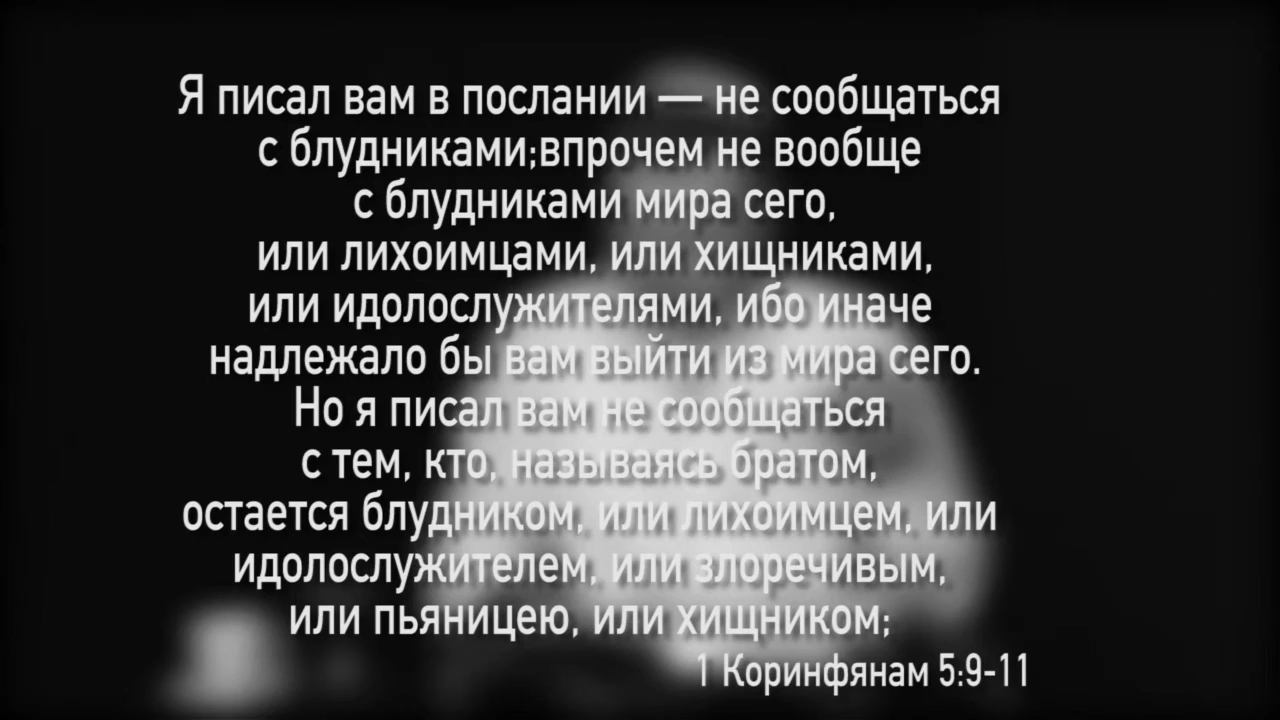 Я писал вам в послании — не сообщаться
с блудниками;впрочем не вообще
с блудниками мира сего,
или лихоимцами, или хищниками,
или идолослужителями, ибо иначе
надлежало бы вам выйти из мира сего.
Но я писал вам не сообщаться
с тем, кто, называясь братом,
остается блудником, или лихоимцем, или
идолослужителем, или злоречивым,
или пьяницею, или хищником;
1 Коринфянам 5:9-11